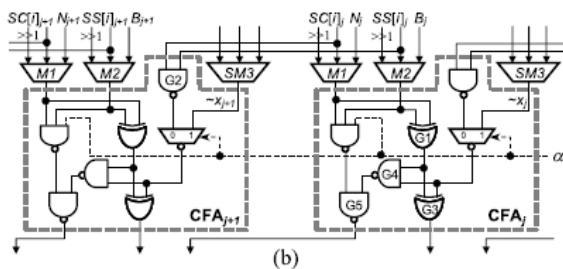 SC[i]j+1 Nj+1 SS[i]j+1 Bj+1 SC[i]j Nj SS[i]j Bj
>>1 >>1 >>1 >>1
M1 M2 G2 SM3 M1 M2 SM3
~xj+1 ~xj
G1
0 1 0 1
α
G4
G5 G3
CFAj+1 CFAj
(b)